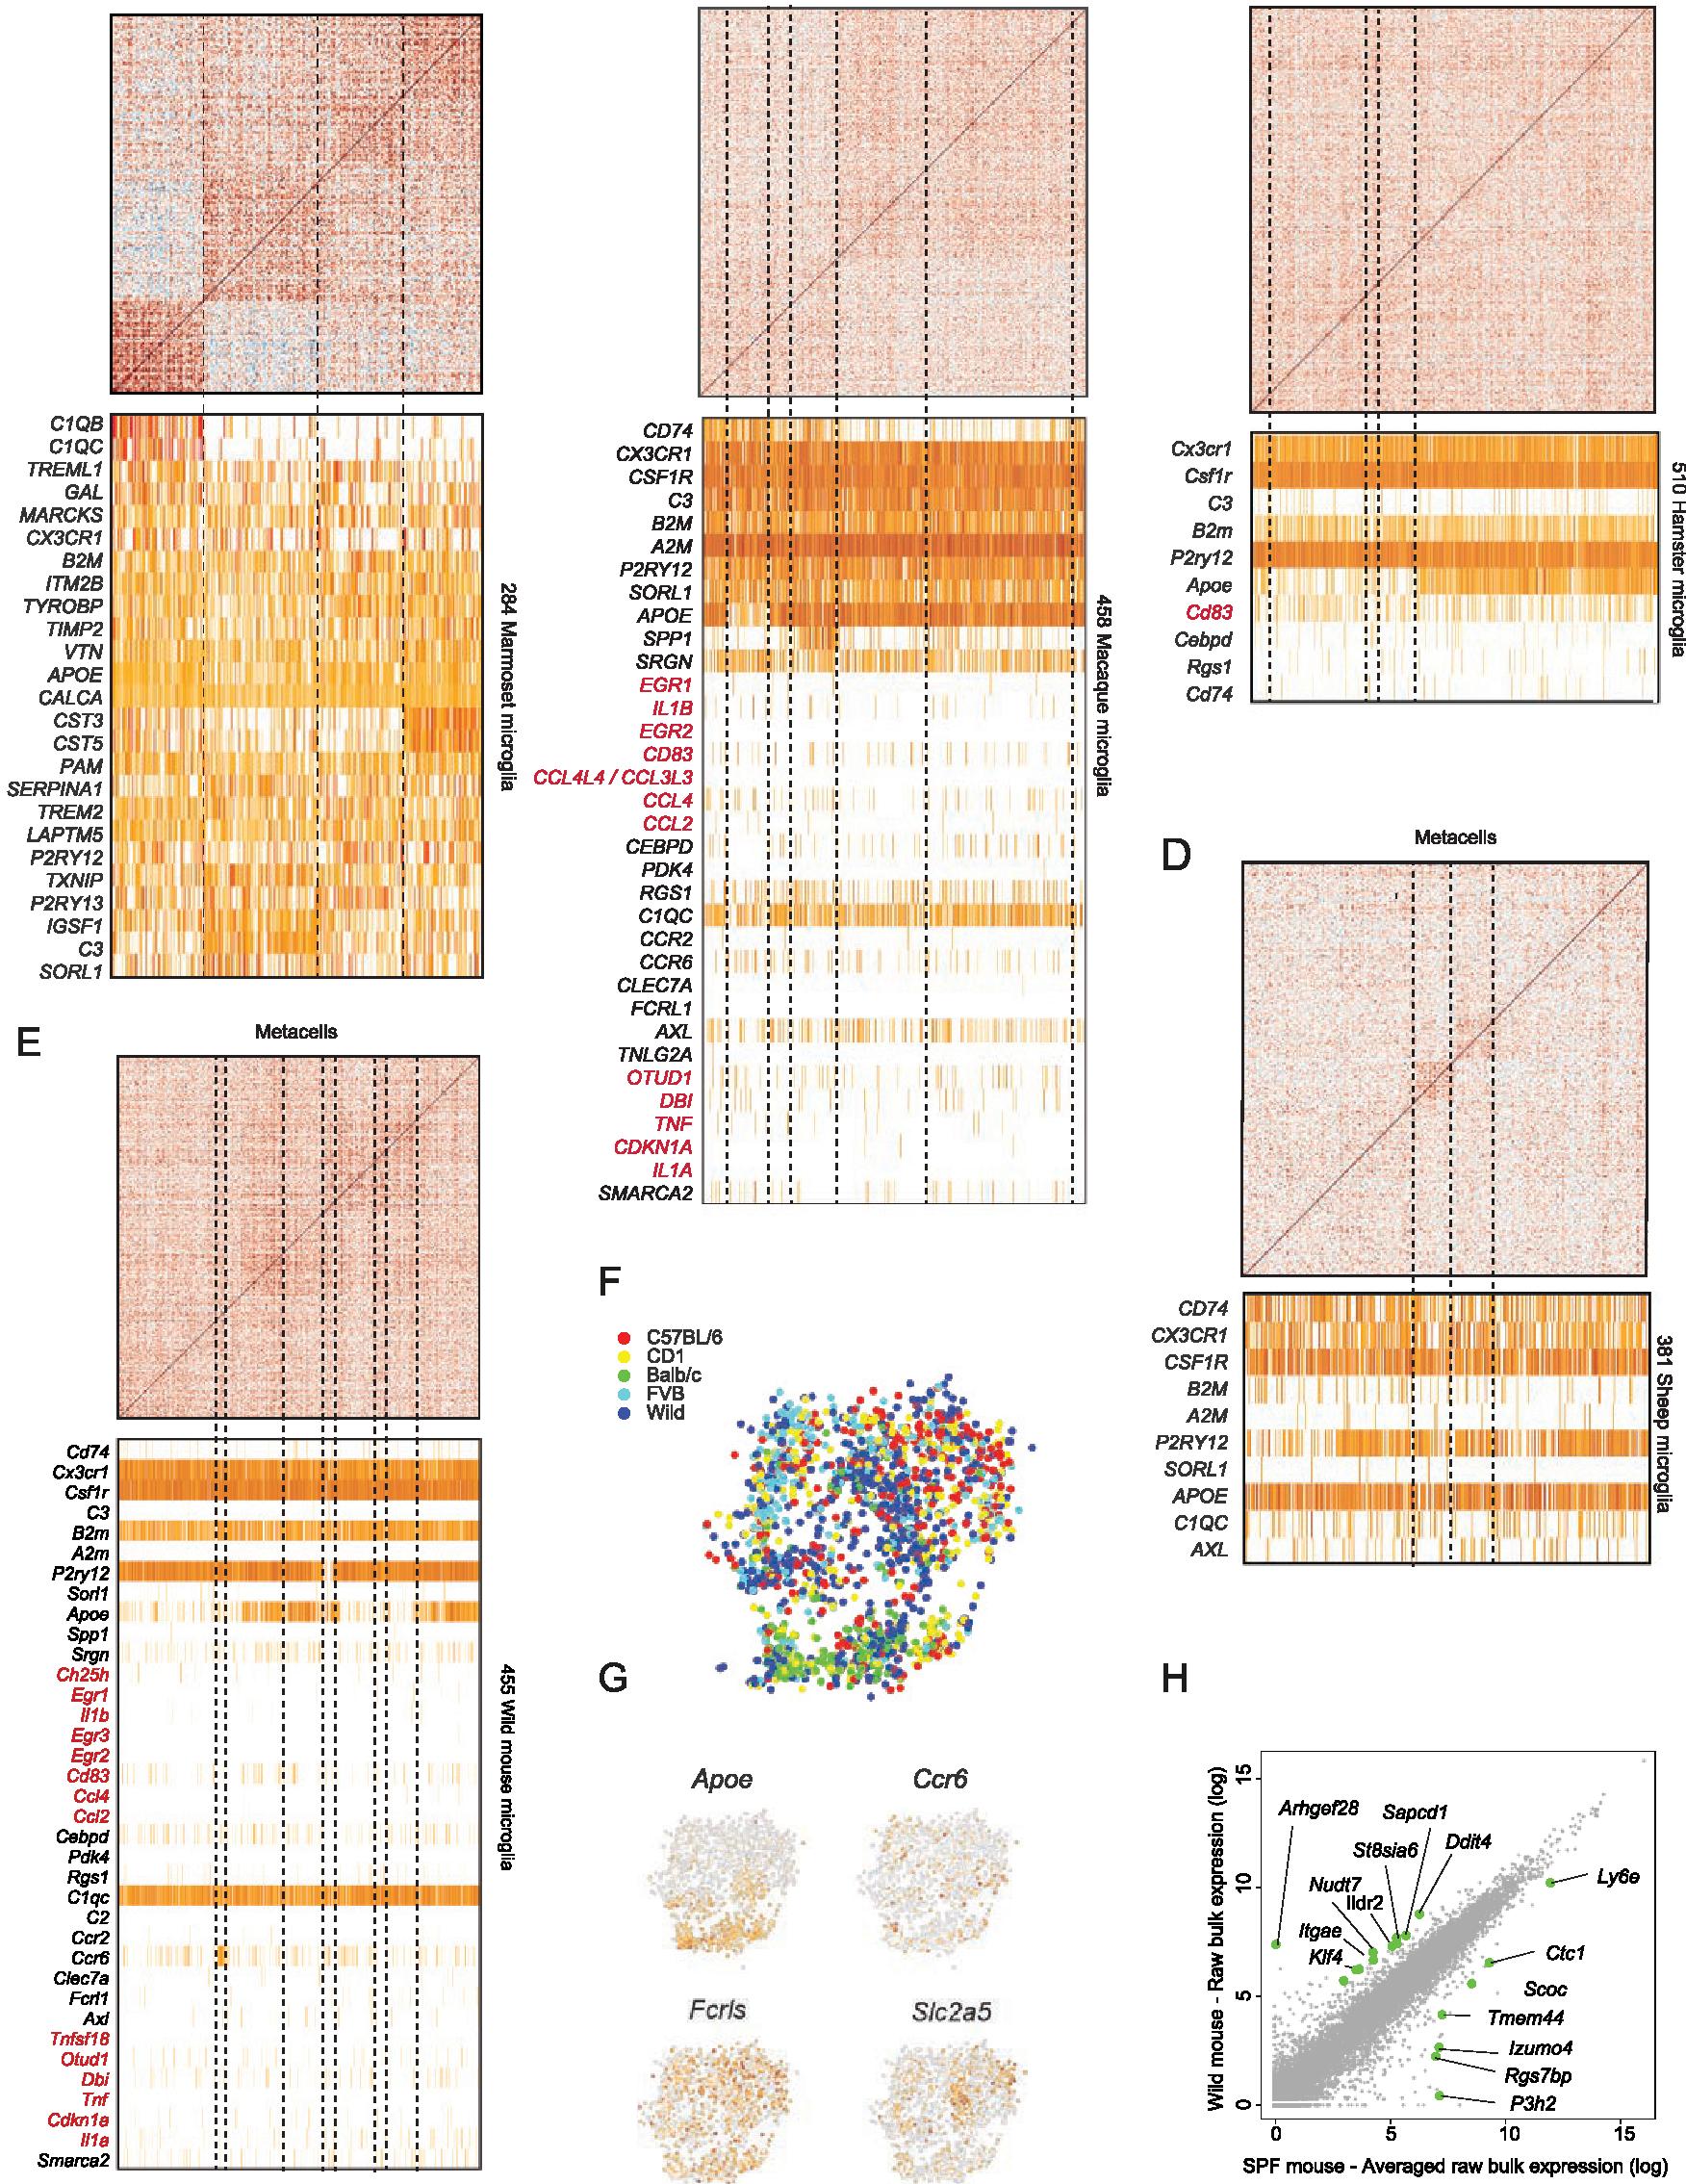 C1QB
C1QC
TREML1
GAL
MARCKS
CX3CR1
B2M
ITM2B
TYROBP
TIMP2
VTN
APOE
CALCA
CST3
CST5
PAM
SERPINA1
TREM2
LAPTM5
P2RY12
TXNIP
P2RY13
IGSF1
C3
SORL1
284 Marmoset microglia
CD74
CX3CR1
CSF1R
C3
B2M
A2M
P2RY12
SORL1
APOE
SPP1
SRGN
EGR1
IL1B
EGR2
CD83
CCL4L4 / CCL3L3
CCL4
CCL2
CEBPD
PDK4
RGS1
C1QC
CCR2
CCR6
CLEC7A
FCRL1
AXL
TNLG2A
OTUD1
DBI
TNF
CDKN1A
IL1A
SMARCA2
458 Macaque microglia
Cx3cr1
Csf1r
C3
B2m
P2ry12
Apoe
Cd83
Cebpd
Rgs1
Cd74
510 Hamster microglia
D
Metacells
CD74
CX3CR1
CSF1R
B2M
A2M
P2RY12
SORL1
APOE
C1QC
AXL
381 Sheep microglia
E
Metacells
Cd74
Cx3cr1
Csf1r
C3
B2m
A2m
P2ry12
Sorl1
Apoe
Spp1
Srgn
Ch25h
Egr1
Il1b
Egr3
Egr2
Cd83
Ccl4
Ccl2
Cebpd
Pdk4
Rgs1
C1qc
C2
Ccr2
Ccr6
Clec7a
Fcrl1
Axl
Tnfsf18
Otud1
Dbi
Tnf
Cdkn1a
Il1a
Smarca2
455 Wild mouse microglia
F
C57BL/6
CD1
Balb/c
FVB
Wild
G
Apoe
Ccr6
Fcrls
Slc2a5
H
Wild mouse - Raw bulk expression (log)
15
10
5
0
Arhgef28
Sapcd1
St8sia6
Ddit4
Nudt7
Ildr2
Itgae
Klf4
Ly6e
Ctc1
Scoc
Tmem44
Izumo4
Rgs7bp
P3h2
0 5 10 15
SPF mouse - Averaged raw bulk expression (log)